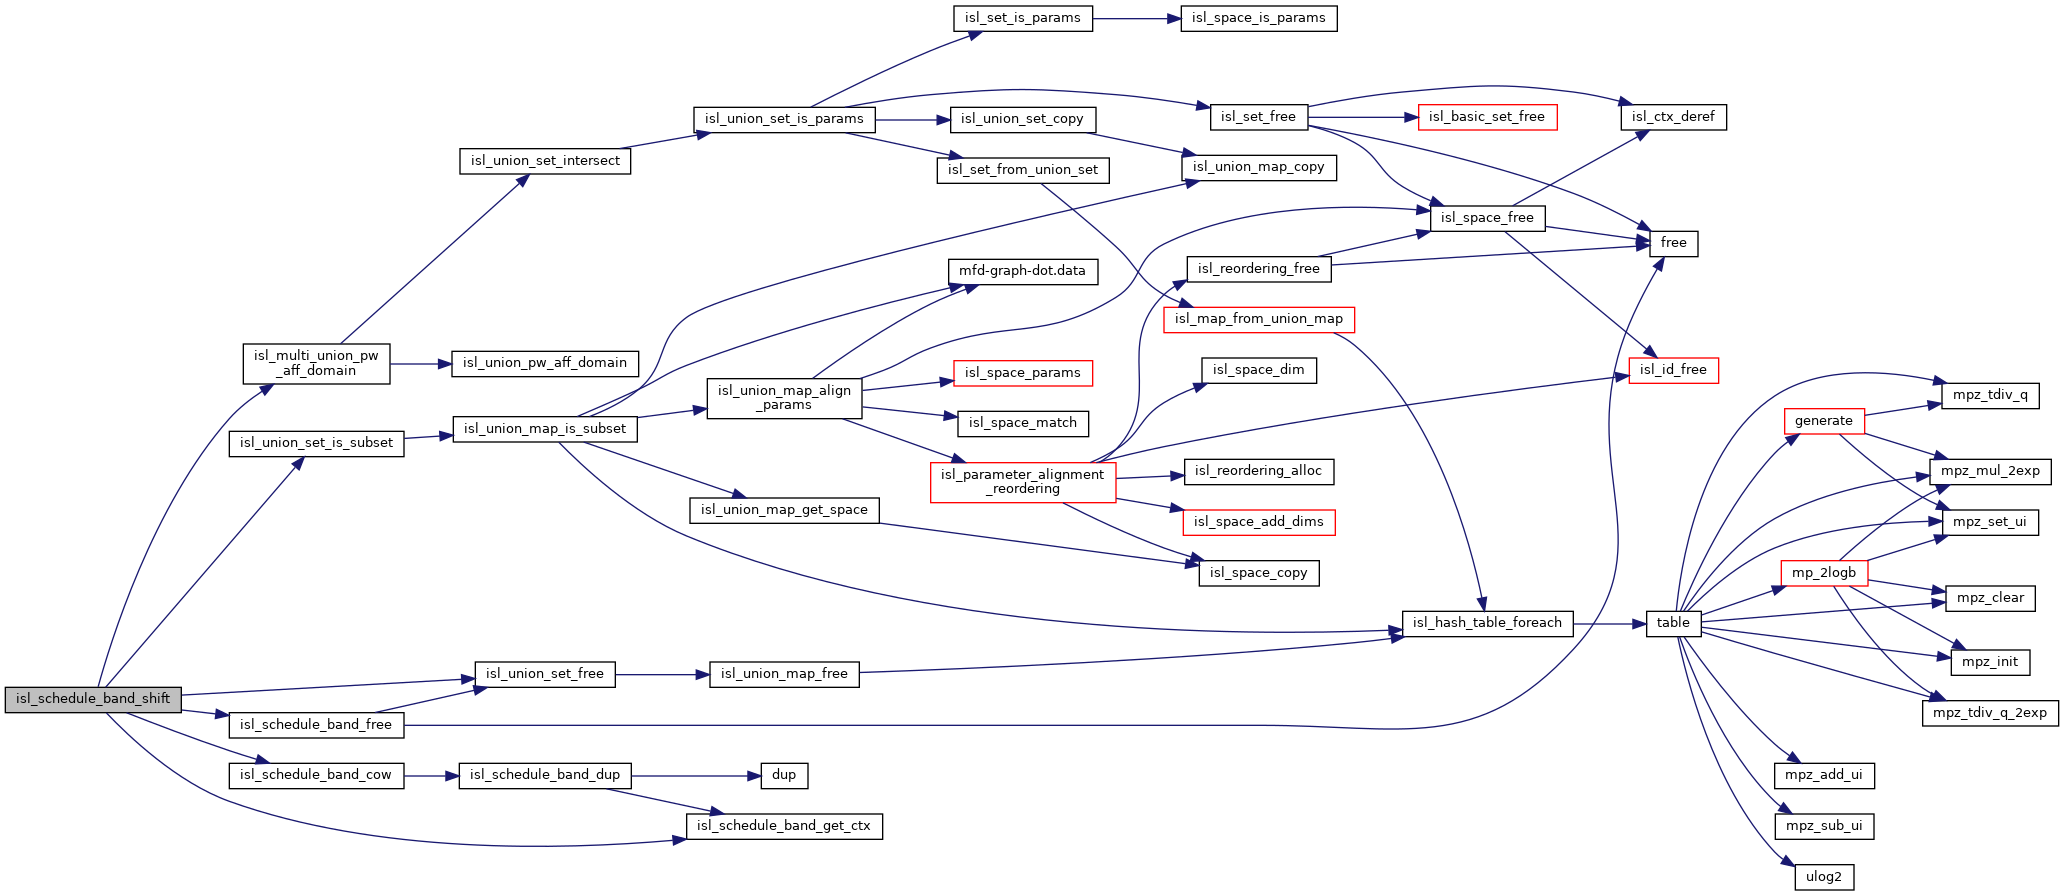 isl_set_is_params
isl_space_is_params
isl_union_set_is_params
isl_union_set_copy
isl_set_free
isl_basic_set_free
isl_ctx_deref
isl_union_set_intersect
isl_set_from_union_set
isl_union_map_copy
isl_space_free
free
mfd-graph-dot.data
isl_reordering_free
isl_map_from_union_map
isl_multi_union_pw
_aff_domain
isl_union_pw_aff_domain
isl_space_params
isl_space_dim
isl_id_free
isl_union_map_align
_params
mpz_tdiv_q
isl_space_match
generate
isl_union_set_is_subset
isl_union_map_is_subset
isl_parameter_alignment
_reordering
isl_reordering_alloc
mpz_mul_2exp
isl_union_map_get_space
isl_space_add_dims
mpz_set_ui
isl_space_copy
mp_2logb
mpz_clear
isl_hash_table_foreach
table
mpz_init
isl_union_set_free
isl_union_map_free
isl_schedule_band_shift
mpz_tdiv_q_2exp
isl_schedule_band_free
isl_schedule_band_cow
isl_schedule_band_dup
dup
mpz_add_ui
isl_schedule_band_get_ctx
mpz_sub_ui
ulog2